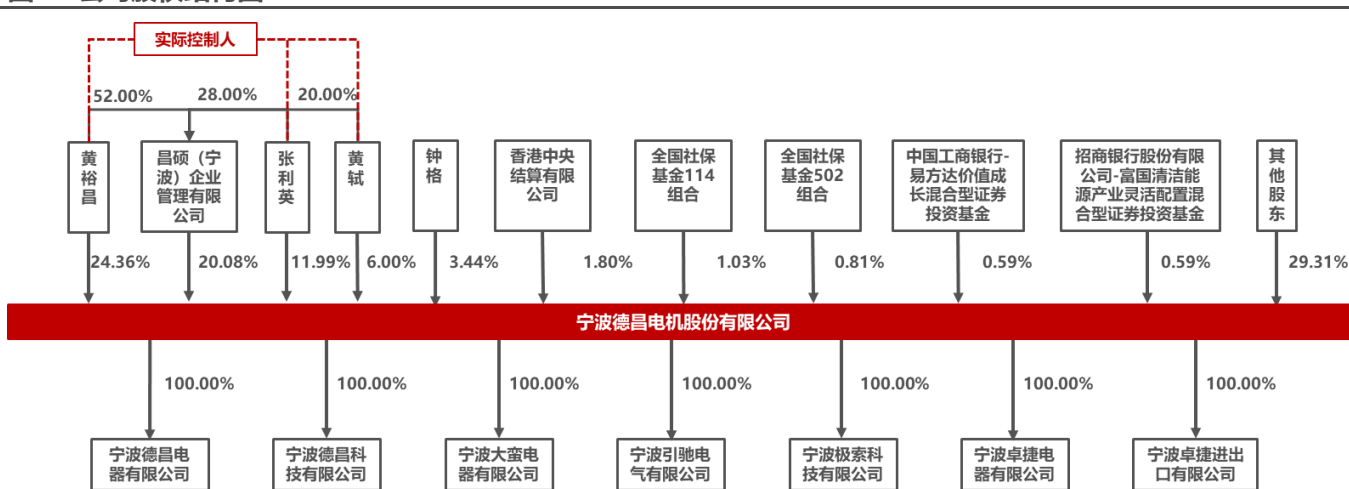 实际控制人
52.00%
28.00%
20.00%
黄
裕
昌
昌硕（宁
波）企业
管理有限
公司
张
利
英
黄
轼
钟
格
香港中央
结算有限
公司
全国社保
基金114
组合
全国社保
基金502
组合
中国工商银行-
易方达价值成
长混合型证券
投资基金
招商银行股份有限
公司-富国清洁能
源产业灵活配置混
合型证券投资基金
其
他
股
东
24.36%
20.08%
11.99%
6.00%
3.44%
1.80%
1.03%
0.81%
0.59%
0.59%
29.31%
宁波德昌电机股份有限公司
100.00%
100.00%
100.00%
100.00%
100.00%
100.00%
100.00%
宁波德昌电
器有限公司
宁波德昌科
技有限公司
宁波大蛮电
器有限公司
宁波引驰电
气有限公司
宁波极索科
技有限公司
宁波卓捷电
器有限公司
宁波卓捷进出
口有限公司